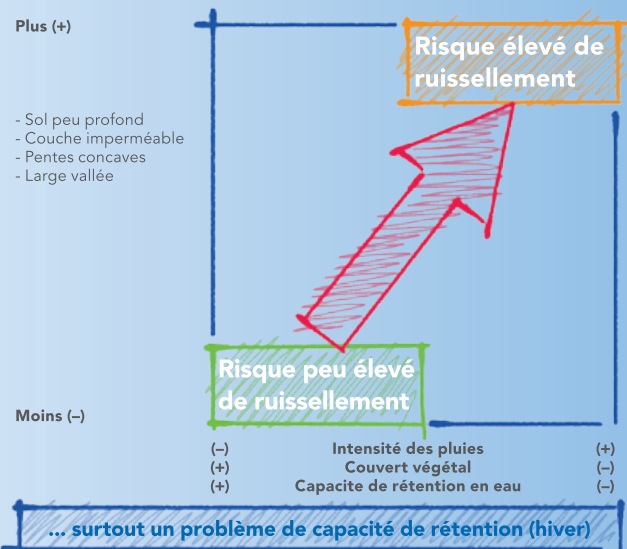 Plus (+)
Risque élevé de
ruissellement
- Sol peu profond
- Couche imperméable
- Pentes concaves
- Large vallée
Risque peu élevé
de ruissellement
Moins (–)
(–) Intensité des pluies (+)
(+) Couvert végétal (–)
(+) Capacite de rétention en eau (–)
... surtout un problème de capacité de rétention (hiver)